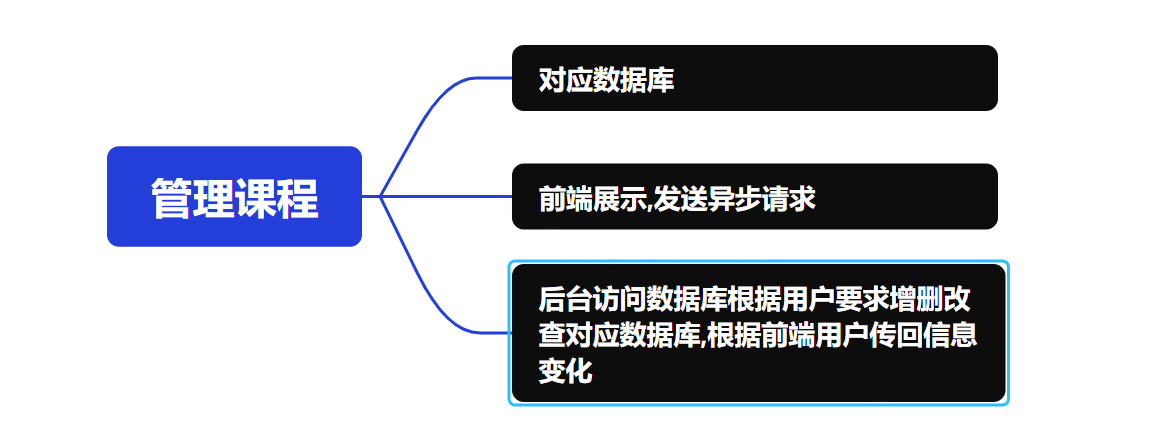 管理课程
对应数据库
前端展示,发送异步请求
后台访问数据库根据用户要求增删改
查对应数据库,根据前端用户传回信息
变化